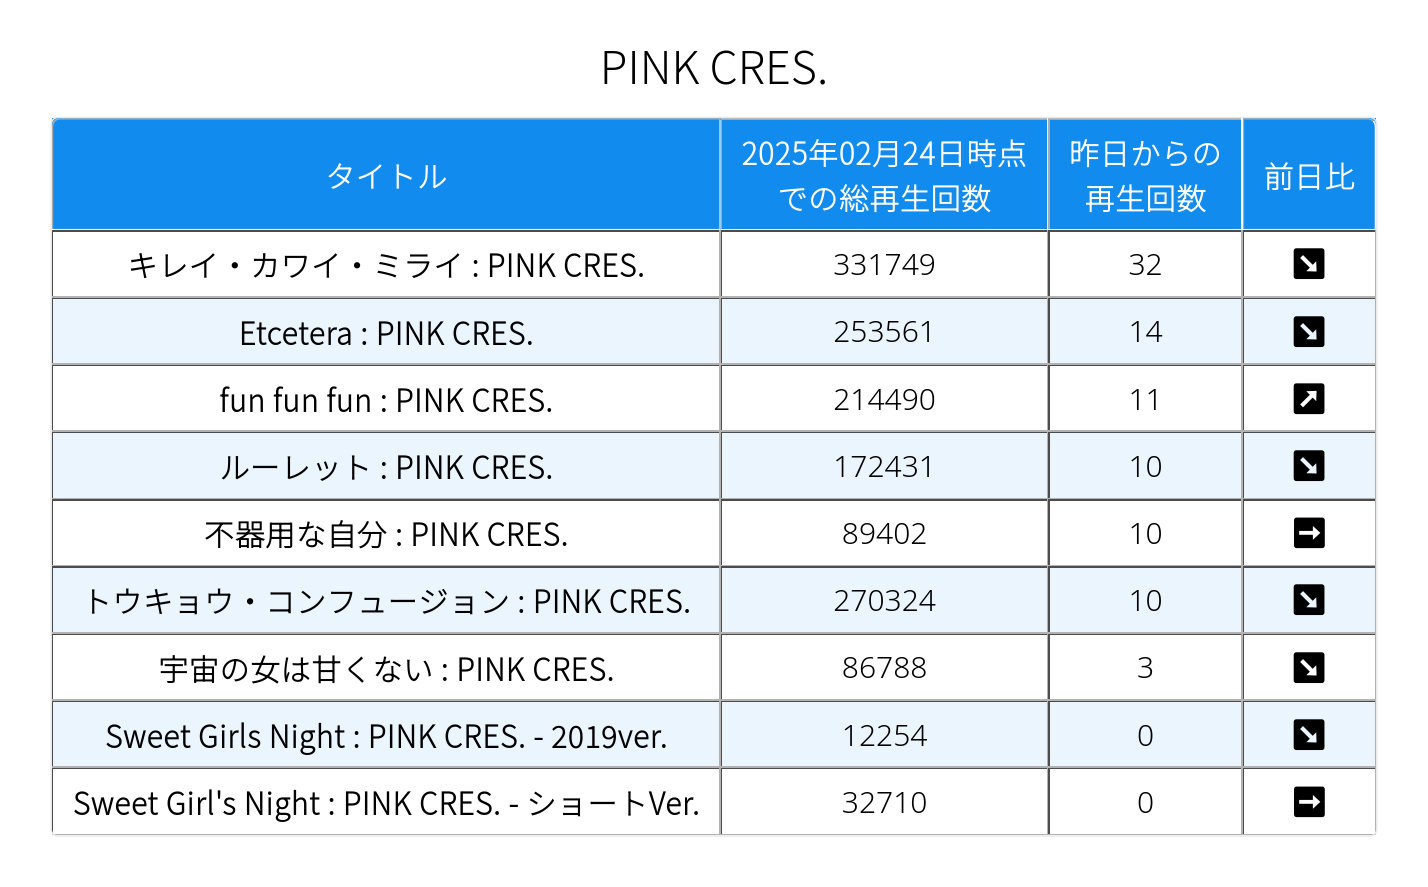 PINK CRES.
タイトル
2025年02月24日時点
での総再生回数
昨日からの
再生回数
前日比
キレイ・カワイ・ミライ : PINK CRES. 331749 32 ↘
Etcetera : PINK CRES. 253561 14 ↘
fun fun fun : PINK CRES. 214490 11 ↗
ルーレット : PINK CRES. 172431 10 ↘
不器用な自分 : PINK CRES. 89402 10 →
トウキョウ・コンフュージョン : PINK CRES. 270324 10 ↘
宇宙の女は甘くない : PINK CRES. 86788 3 ↘
Sweet Girls Night : PINK CRES. - 2019ver. 12254 0 ↘
Sweet Girl's Night : PINK CRES. - ショートVer. 32710 0 →